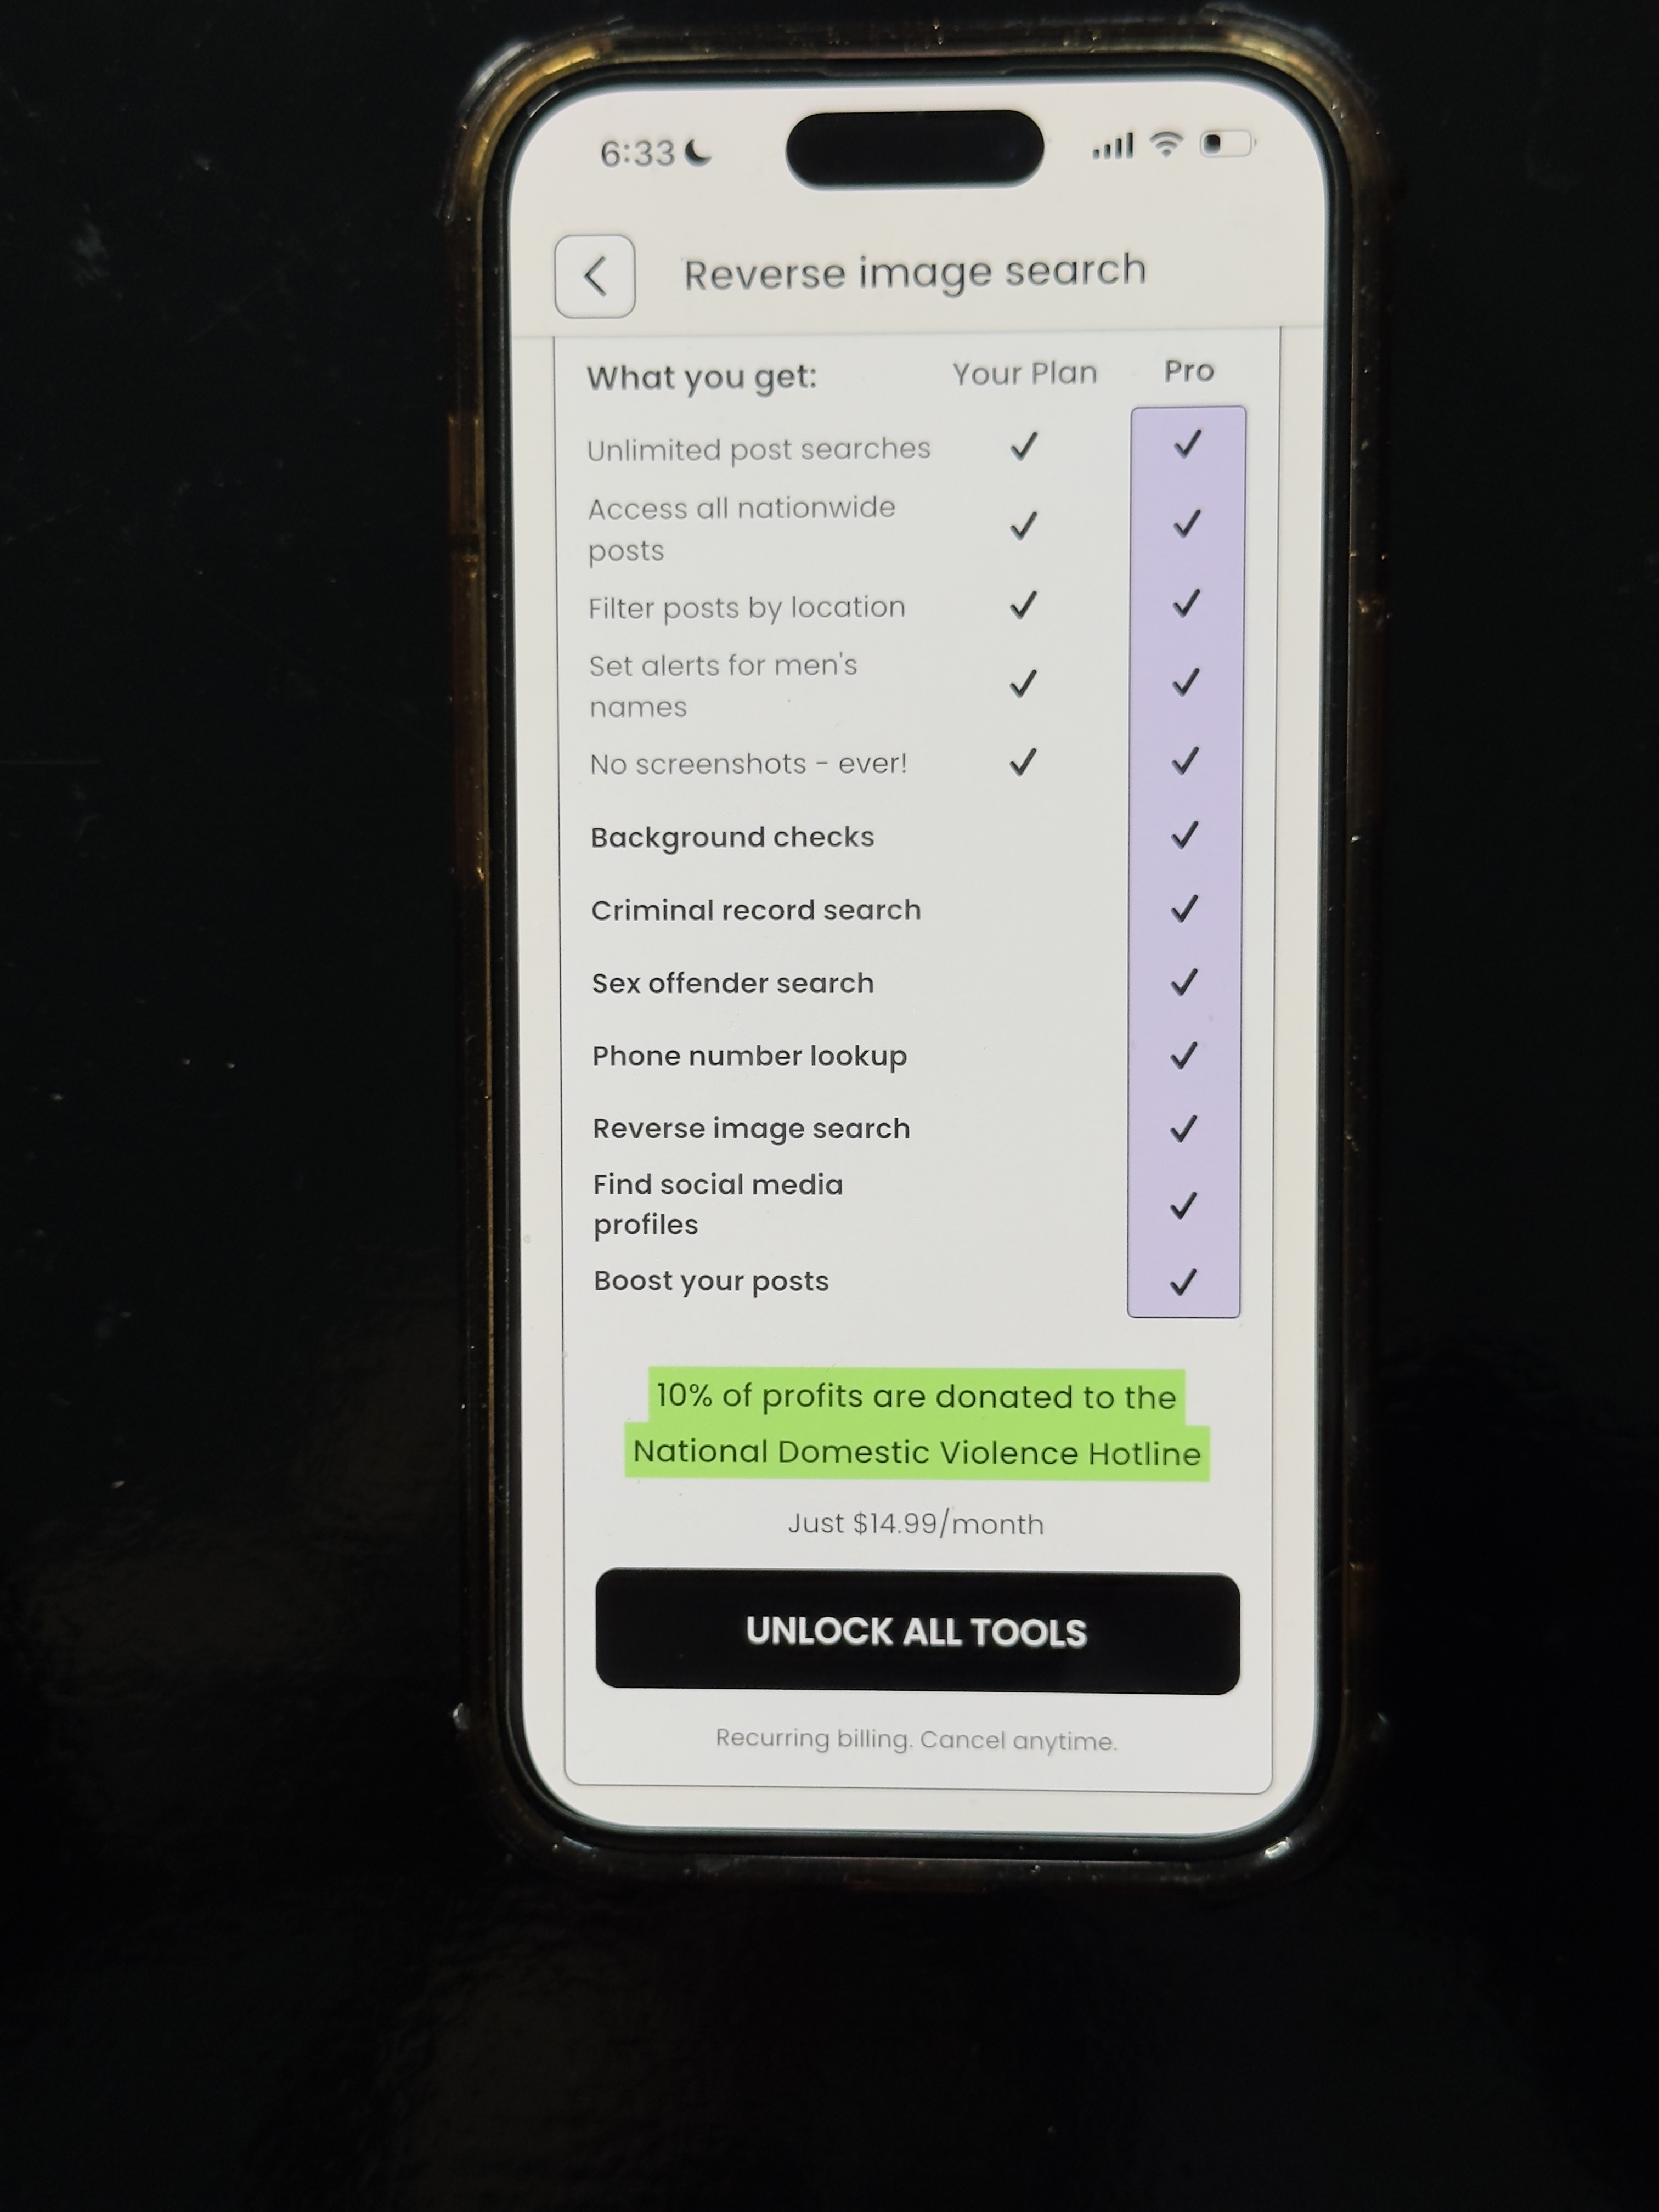 6:33
Reverse image search
What you get: Your Plan Pro
Unlimited post searches
Access all nationwide
posts
Filter posts by location
Set alerts for men's
names
No screenshots - ever!
Background checks
Criminal record search
Sex offender search
Phone number lookup
Reverse image search
Find social media
profiles
Boost your posts
10% of profits are donated to the
National Domestic Violence Hotline
Just $14.99/month
UNLOCK ALL TOOLS
Recurring billing. Cancel anytime.